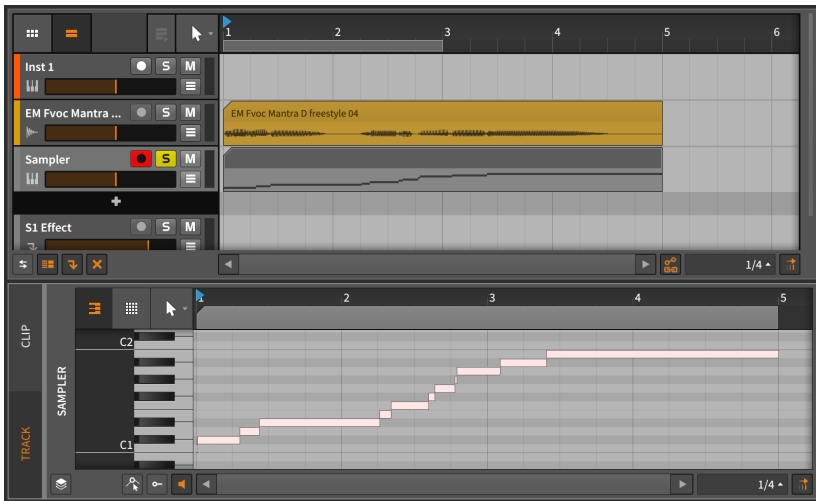 1 2 3 4 5 6
Inst 1 S M
EM Fvoc Mantra ... S M
EM Fvoc Mantra D freestyle 04
Sampler S M
S1 Effect S M
1/4
1 2 3 4 5
CLIP
TRACK
SAMPLER
C2
C1
1/4